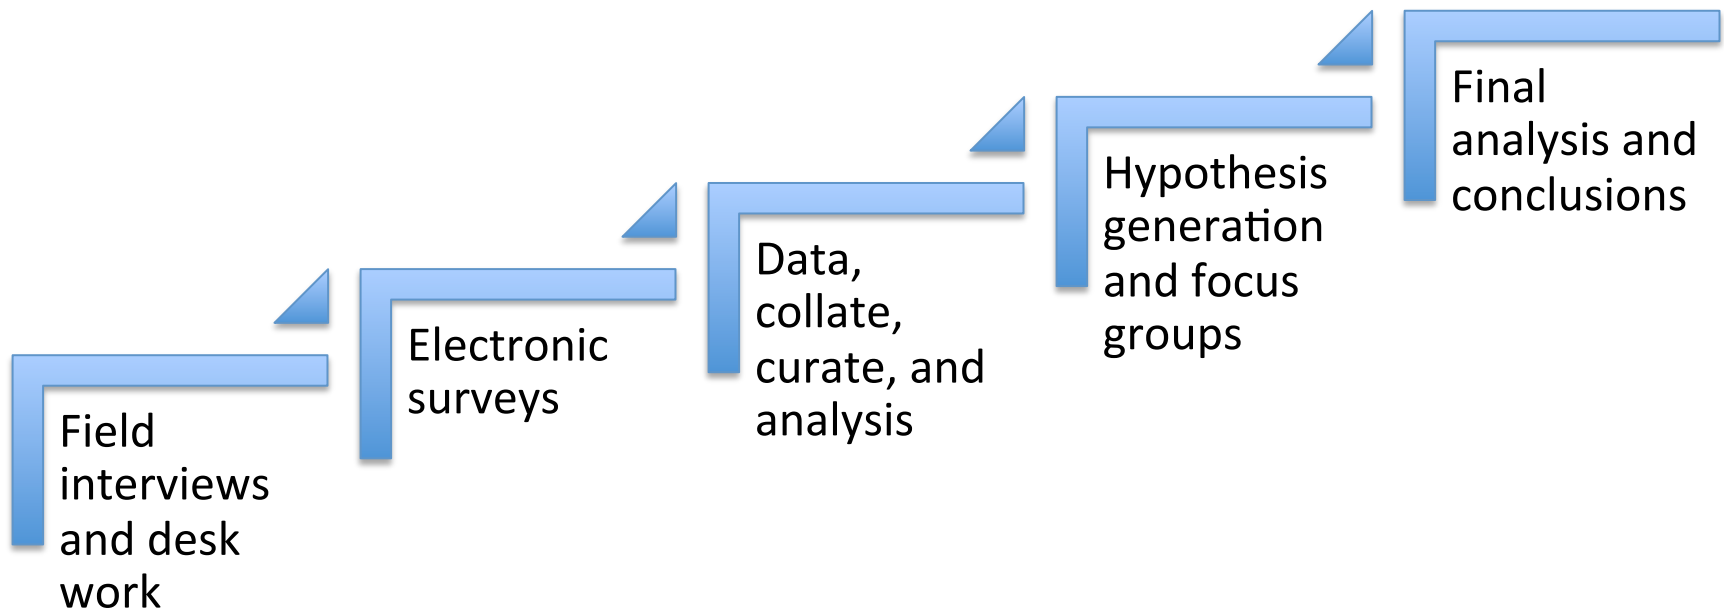 Field
interviews
and desk
work
Electronic
surveys
Data,
collate,
curate, and
analysis
Hypothesis
generation
and focus
groups
Final
analysis and
conclusions